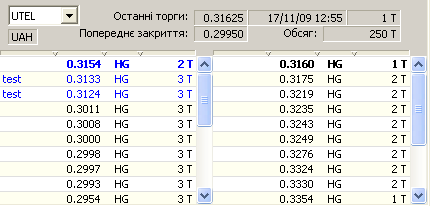 UTEL Останні торги: 0.31625 17/11/09 12:55 1 T
UAH Попереднє закриття: 0.29950 Обсяг: 250 T
0.3154 HG 2 T 0.3160 HG 1 T
test 0.3133 HG 3 T 0.3175 HG 2 T
test 0.3124 HG 3 T 0.3219 HG 2 T
0.3011 HG 3 T 0.3235 HG 2 T
0.3008 HG 3 T 0.3243 HG 2 T
0.3000 HG 3 T 0.3249 HG 2 T
0.2998 HG 3 T 0.3276 HG 2 T
0.2997 HG 3 T 0.3324 HG 2 T
0.2993 HG 3 T 0.3330 HG 2 T
0.2954 HG 3 T 0.3354 HG 1 T